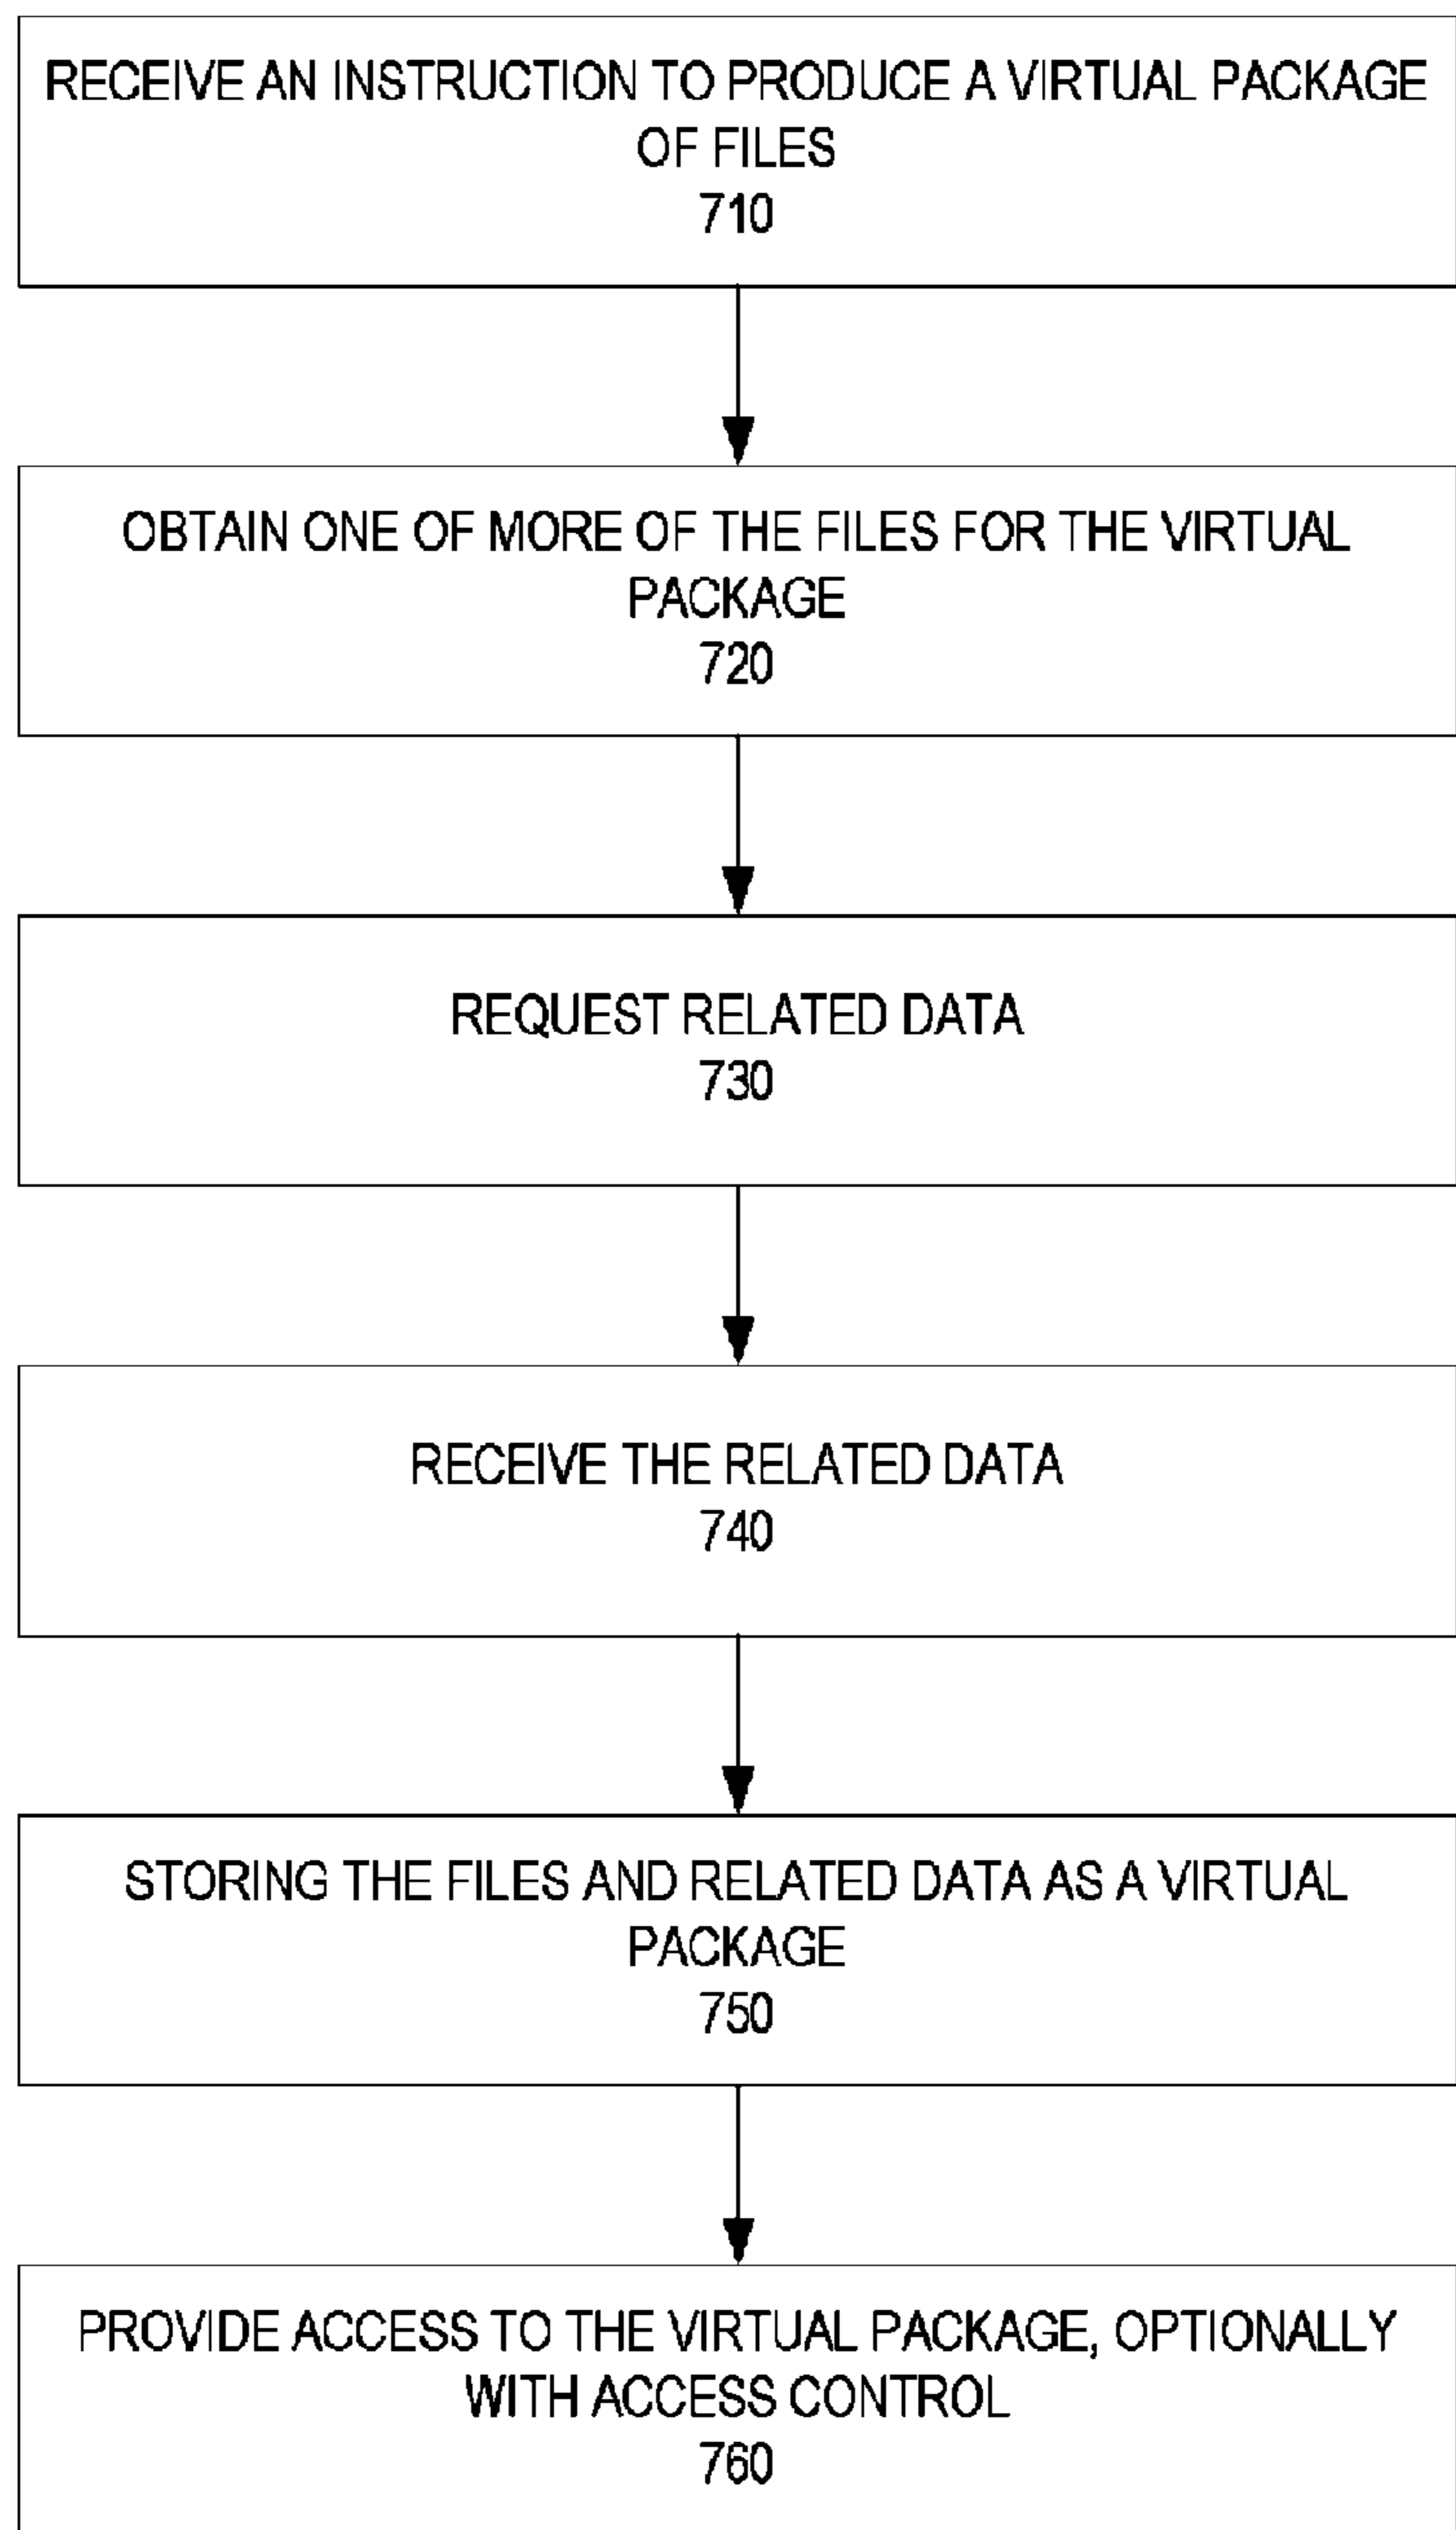 RECEIVE AN INSTRUCTION TO PRODUCE A VIRTUAL PACKAGE
OF FILES
710
OBTAIN ONE OF MORE OF THE FILES FOR THE VIRTUAL
PACKAGE
720
REQUEST RELATED DATA
730
RECEIVE THE RELATED DATA
740
STORING THE FILES AND RELATED DATA AS A VIRTUAL
PACKAGE
750
PROVIDE ACCESS TO THE VIRTUAL PACKAGE, OPTIONALLY
WITH ACCESS CONTROL
760